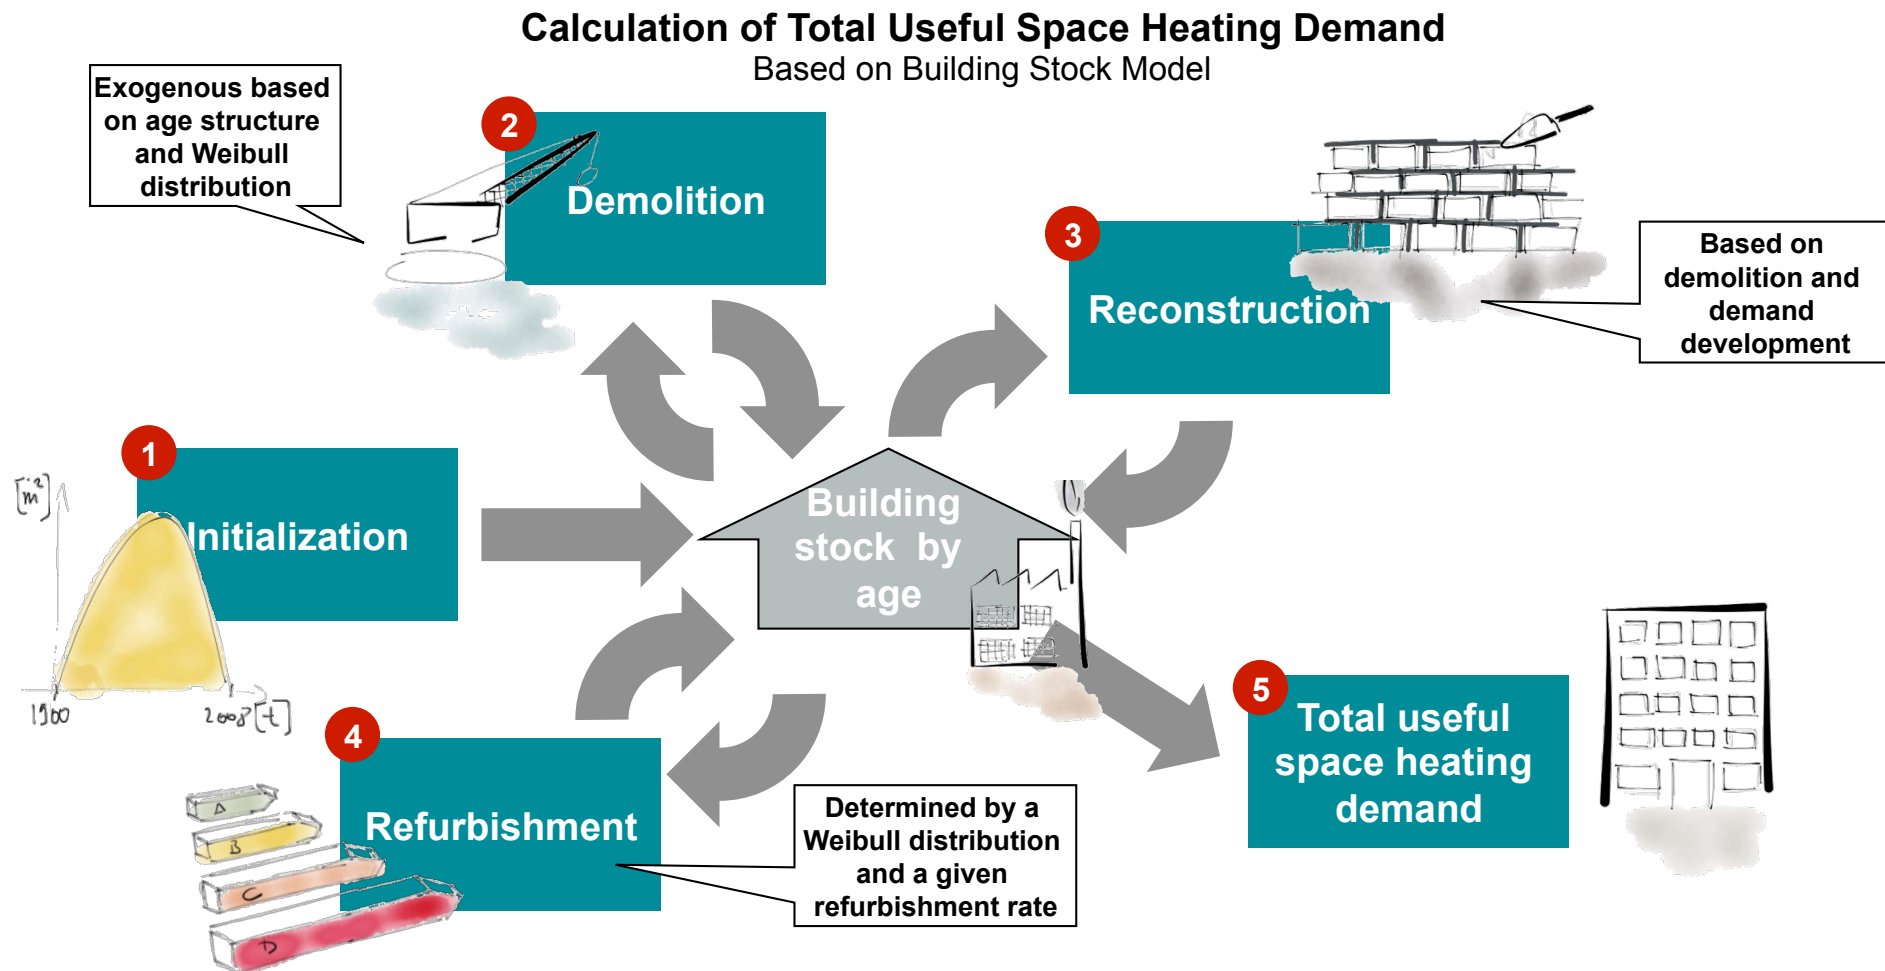 Calculation of Total Useful Space Heating Demand
Based on Building Stock Model
Exogenous based
on age structure
and Weibull
distribution
2
Demolition
3
Reconstruction
Based on
demolition and
demand
development
1
Initialization
[m²]
1900
2008 [t]
Building
stock by
age
4
Refurbishment
A
B
C
D
Determined by a
Weibull distribution
and a given
refurbishment rate
5
Total useful
space heating
demand